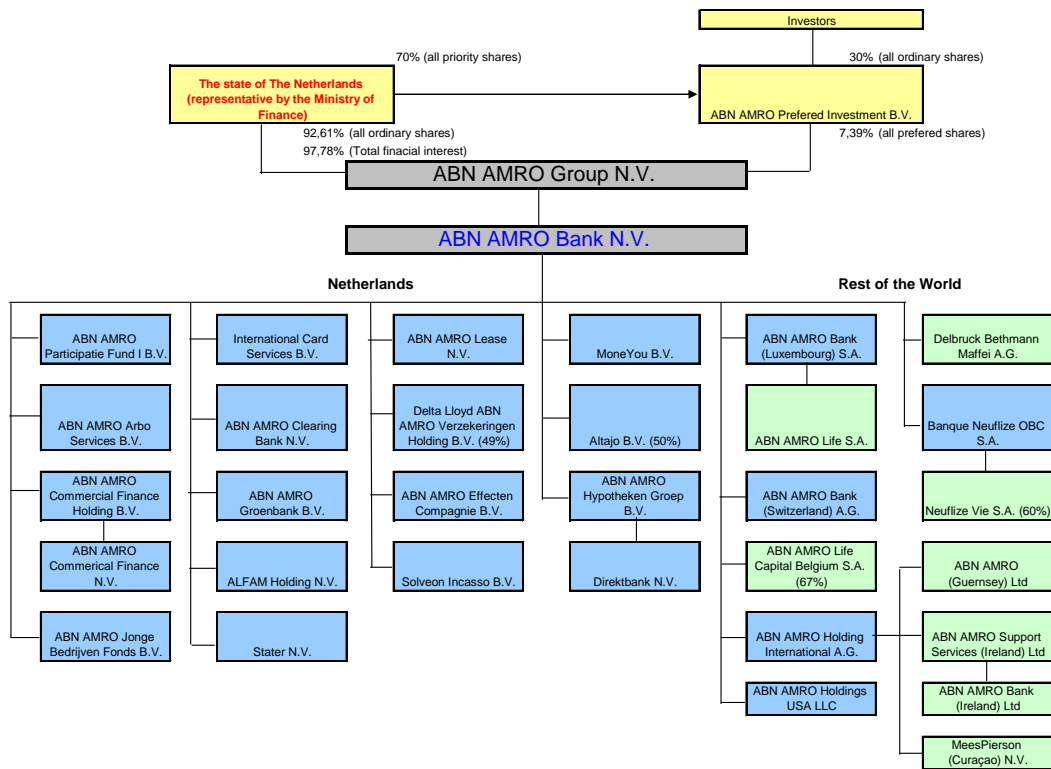 Investors
70% (all priority shares)
30% (all ordinary shares)
The state of The Netherlands
(representative by the Ministry of
Finance)
ABN AMRO Prefered Investment B.V.
92,61% (all ordinary shares)
97,78% (Total finacial interest)
7,39% (all prefered shares)
ABN AMRO Group N.V.
ABN AMRO Bank N.V.
Netherlands
Rest of the World
ABN AMRO
Participatie Fund I B.V.
International Card
Services B.V.
ABN AMRO Lease
N.V.
MoneYou B.V.
ABN AMRO Bank
(Luxembourg) S.A.
Delbruck Bethmann
Maffei A.G.
ABN AMRO Arbo
Services B.V.
ABN AMRO Clearing
Bank N.V.
Delta Lloyd ABN
AMRO Verzekeringen
Holding B.V. (49%)
Altajo B.V. (50%)
ABN AMRO Life S.A.
Banque Neuflize OBC
S.A.
ABN AMRO
Commercial Finance
Holding B.V.
ABN AMRO
Groenbank B.V.
ABN AMRO Effecten
Compagnie B.V.
ABN AMRO
Hypotheken Groep
B.V.
ABN AMRO Bank
(Switzerland) A.G.
Neuflize Vie S.A. (60%)
ABN AMRO
Commerical Finance
N.V.
ALFAM Holding N.V.
Solveon Incasso B.V.
Direktbank N.V.
ABN AMRO Life
Capital Belgium S.A.
(67%)
ABN AMRO
(Guernsey) Ltd
ABN AMRO Jonge
Bedrijven Fonds B.V.
Stater N.V.
ABN AMRO Holding
International A.G.
ABN AMRO Support
Services (Ireland) Ltd
ABN AMRO Holdings
USA LLC
ABN AMRO Bank
(Ireland) Ltd
MeesPierson
(Curaçao) N.V.